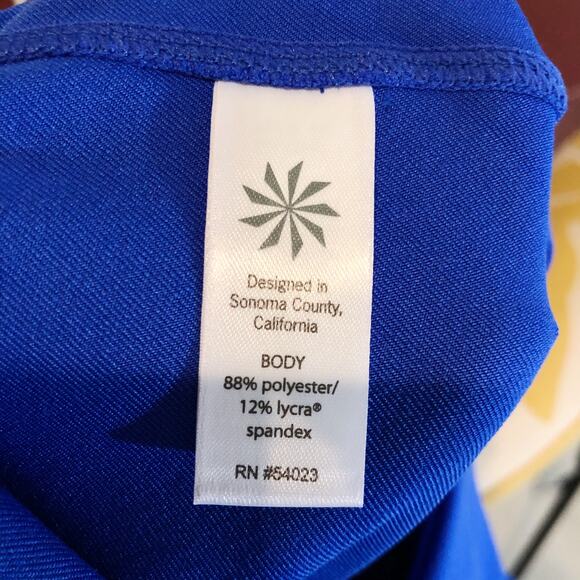 Designed in
Sonoma County,
California
BODY
88% polyester/
12% lycra®
spandex
RN #54023